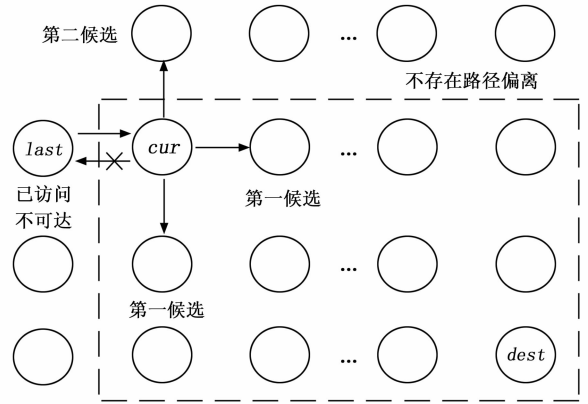 第二候选
...
不存在路径偏离
last
cur
...
已访问
不可达
第一候选
...
第一候选
...
dest